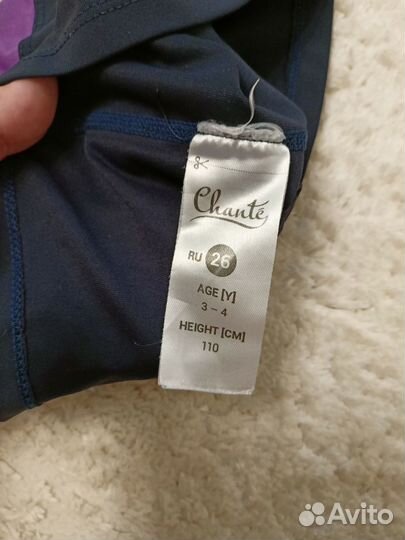 Chanté
RU 26
AGE [Y]
3 – 4
HEIGHT [CM]
110
Avito